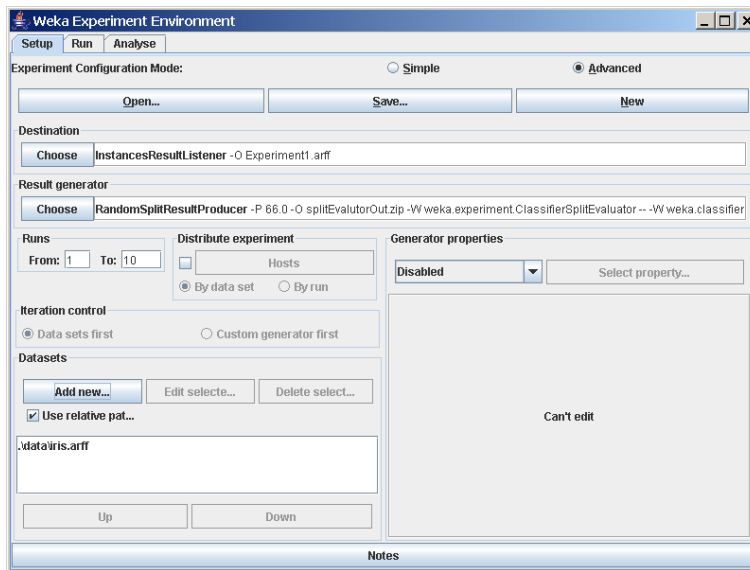 Weka Experiment Environment
Setup Run Analyse
Experiment Configuration Mode: Simple Advanced
Open... Save... New
Destination
Choose InstancesResultListener -O Experiment1.arff
Result generator
Choose RandomSplitResultProducer -P 66.0 -O splitEvalutorOut.zip -W weka.experiment.ClassifierSplitEvaluator -- -W weka.classifier
Runs Distribute experiment Generator properties
From: 1 To: 10 Hosts Disabled Select property...
By data set By run
Iteration control
Data sets first Custom generator first
Datasets
Add new... Edit selecte... Delete select...
Use relative pat...
Can't edit
.\data\iris.arff
Up Down
Notes